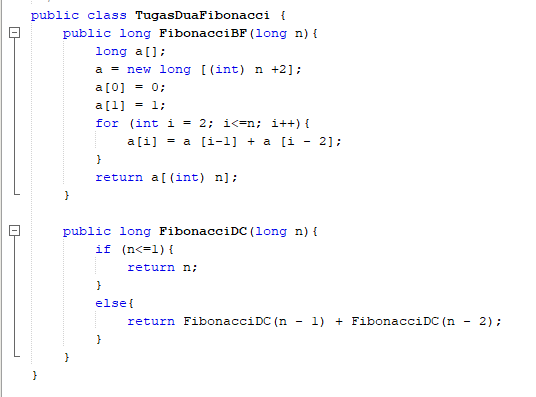 public class TugasDuaFibonacci {
public long FibonacciBF(long n){
long a[];
a = new long [(int) n +2];
a[0] = 0;
a[1] = 1;
for (int i = 2; i<=n; i++){
a[i] = a [i-1] + a [i - 2];
}
return a[(int) n];
}
public long FibonacciDC(long n){
if (n<=1){
return n;
}
else{
return FibonacciDC(n - 1) + FibonacciDC(n - 2);
}
}
}